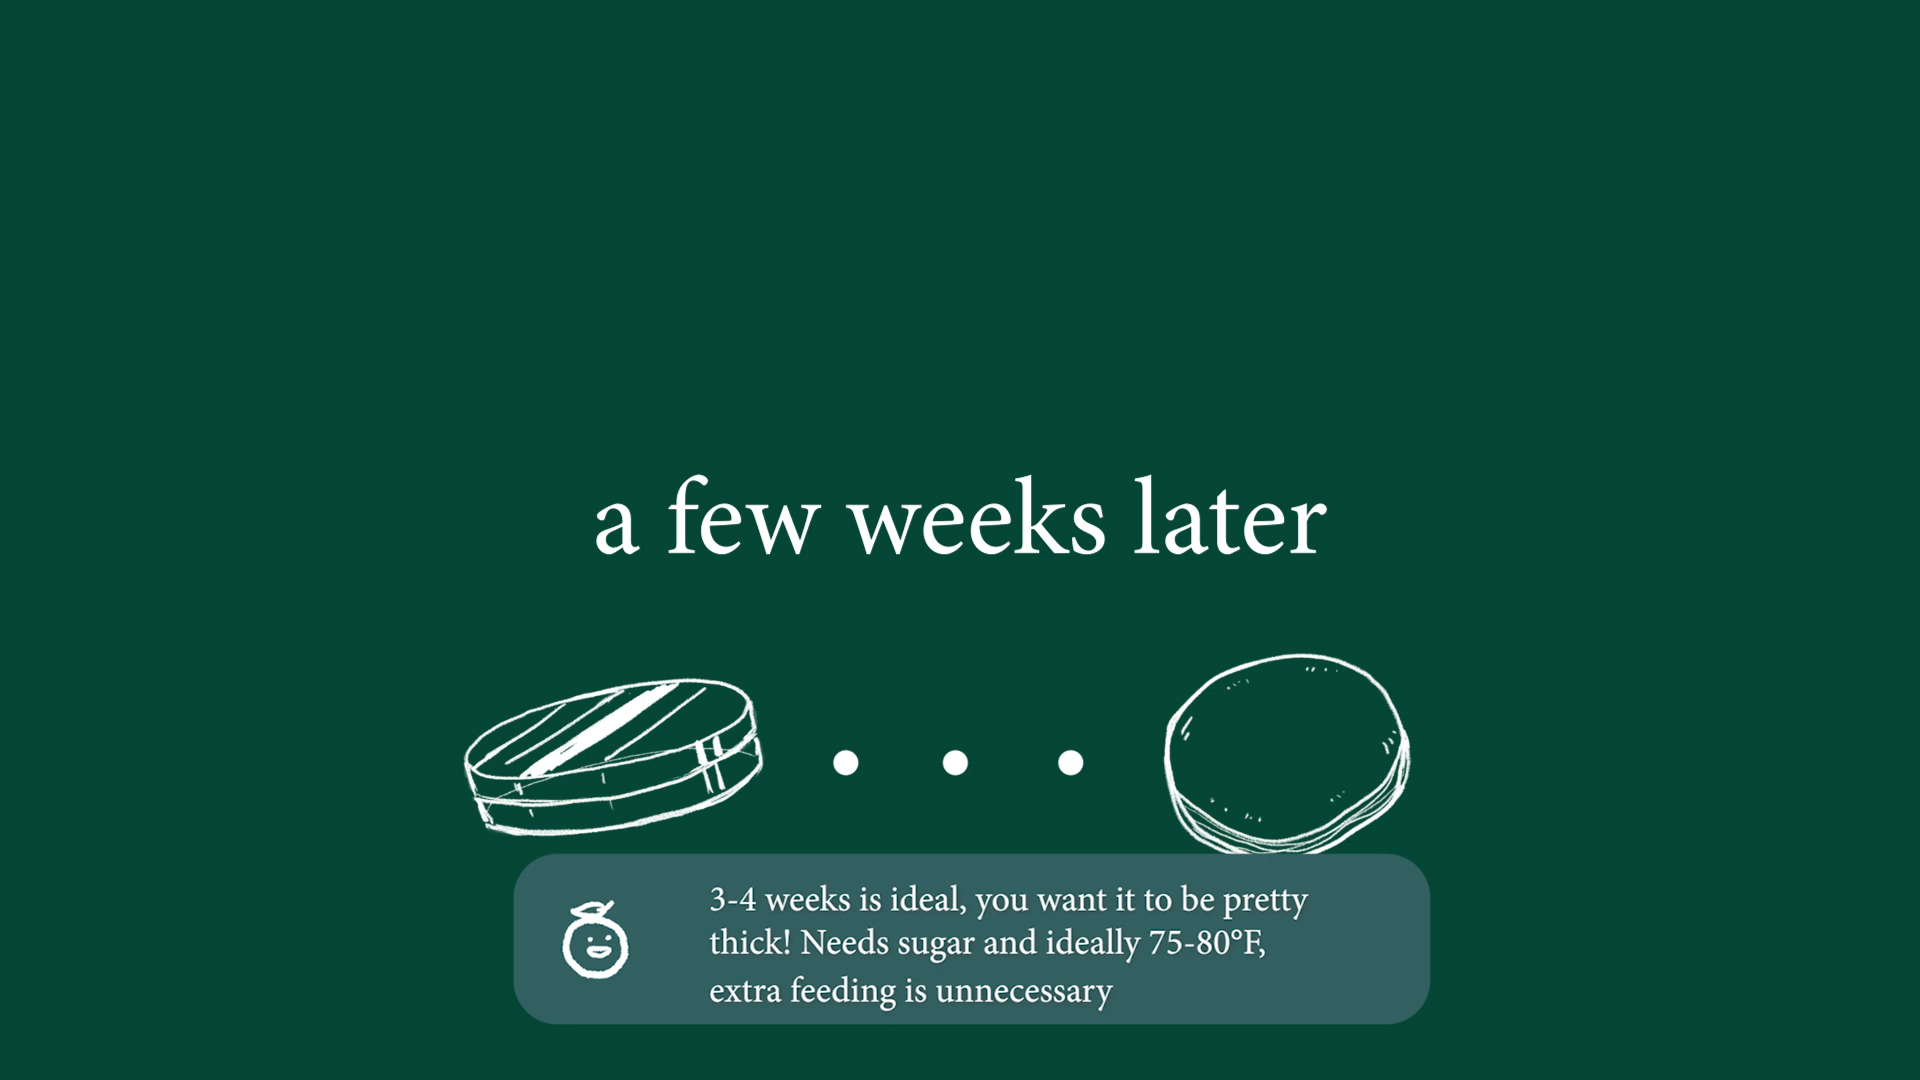 a few weeks later
3-4 weeks is ideal, you want it to be pretty
thick! Needs sugar and ideally 75-80°F,
extra feeding is unnecessary